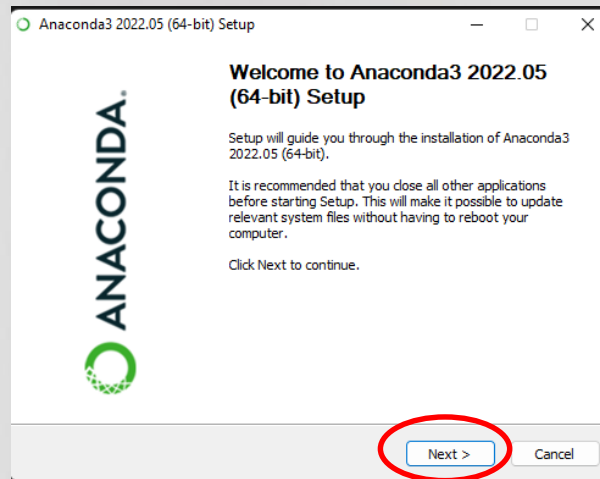 Anaconda3 2022.05 (64-bit) Setup
Welcome to Anaconda3 2022.05
(64-bit) Setup
Setup will guide you through the installation of Anaconda3
2022.05 (64-bit).
It is recommended that you close all other applications
before starting Setup. This will make it possible to update
relevant system files without having to reboot your
computer.
Click Next to continue.
ANACONDA.
Next >
Cancel